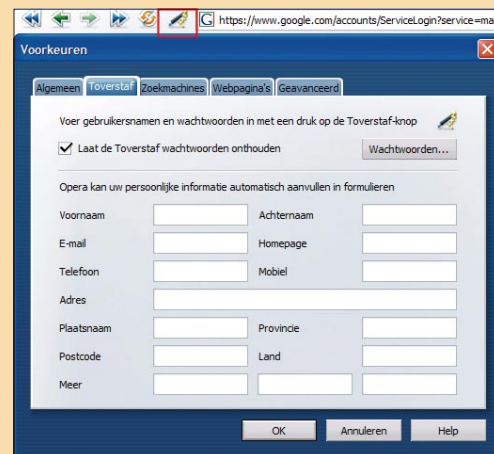 https://www.google.com/accounts/ServiceLogin?service=ma
Voorkeuren
Algemeen Toverstaf Zoekmachines Webpagina's Geavanceerd
Voer gebruikersnamen en wachtwoorden in met een druk op de Toverstaf-knop
Laat de Toverstaf wachtwoorden onthouden Wachtwoorden...
Opera kan uw persoonlijke informatie automatisch aanvullen in formulieren
Voornaam Achternaam
E-mail Homepage
Telefoon Mobiel
Adres
Plaatsnaam Provincie
Postcode Land
Meer
OK Annuleren Help